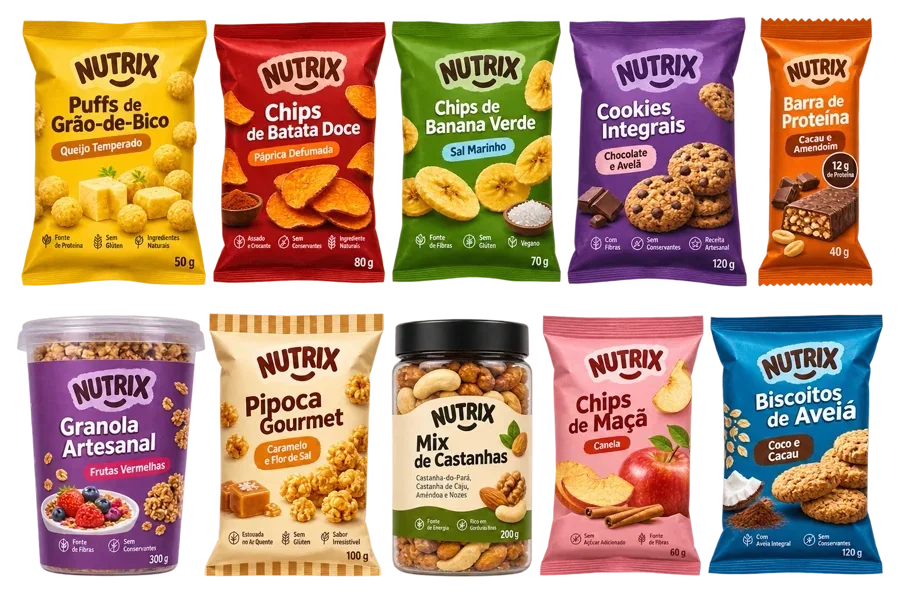 NUTRIX
Puffs de
Grão-de-Bico
Queijo Temperado
Fonte
de Proteína
Sem
Glúten
Ingredientes
Naturais
50 g
NUTRIX
Chips
de Batata Doce
Páprica Defumada
Assado
e Crocante
Sem
Conservantes
Ingrediente
Naturais
80 g
NUTRIX
Chips de
Banana Verde
Sal Marinho
Fonte
de Fibras
Sem
Glúten
Vegano
70 g
NUTRIX
Cookies
Integrais
Chocolate
e Avelã
Com
Fibras
Sem
Conservantes
Receita
Artesanal
120 g
NUTRIX
Barra de
Proteína
Cacau e
Amendoim
12 g
de Proteína
40 g
NUTRIX
Granola
Artesanal
Frutas Vermelhas
Fonte
de Fibras
Sem
Conservantes
300 g
NUTRIX
Pipoca
Gourmet
Caramelo
e Flor de Sal
Estourada
no Ar Quente
Sem
Glúten
Sabor
Irresistível
100 g
NUTRIX
Mix
de Castanhas
Castanha-do-Pará,
Castanha de Caju,
Amêndoa e Nozes
Fonte
de Energia
Rico em
Gorduras Boas
200 g
NUTRIX
Chips
de Maçã
Canela
Sem
Açúcar Adicionado
Fonte
de Fibras
60 g
NUTRIX
Biscoitos
de Aveiá
Coco e
Cacau
Com
Aveia Integral
Sem
Conservantes
120 g